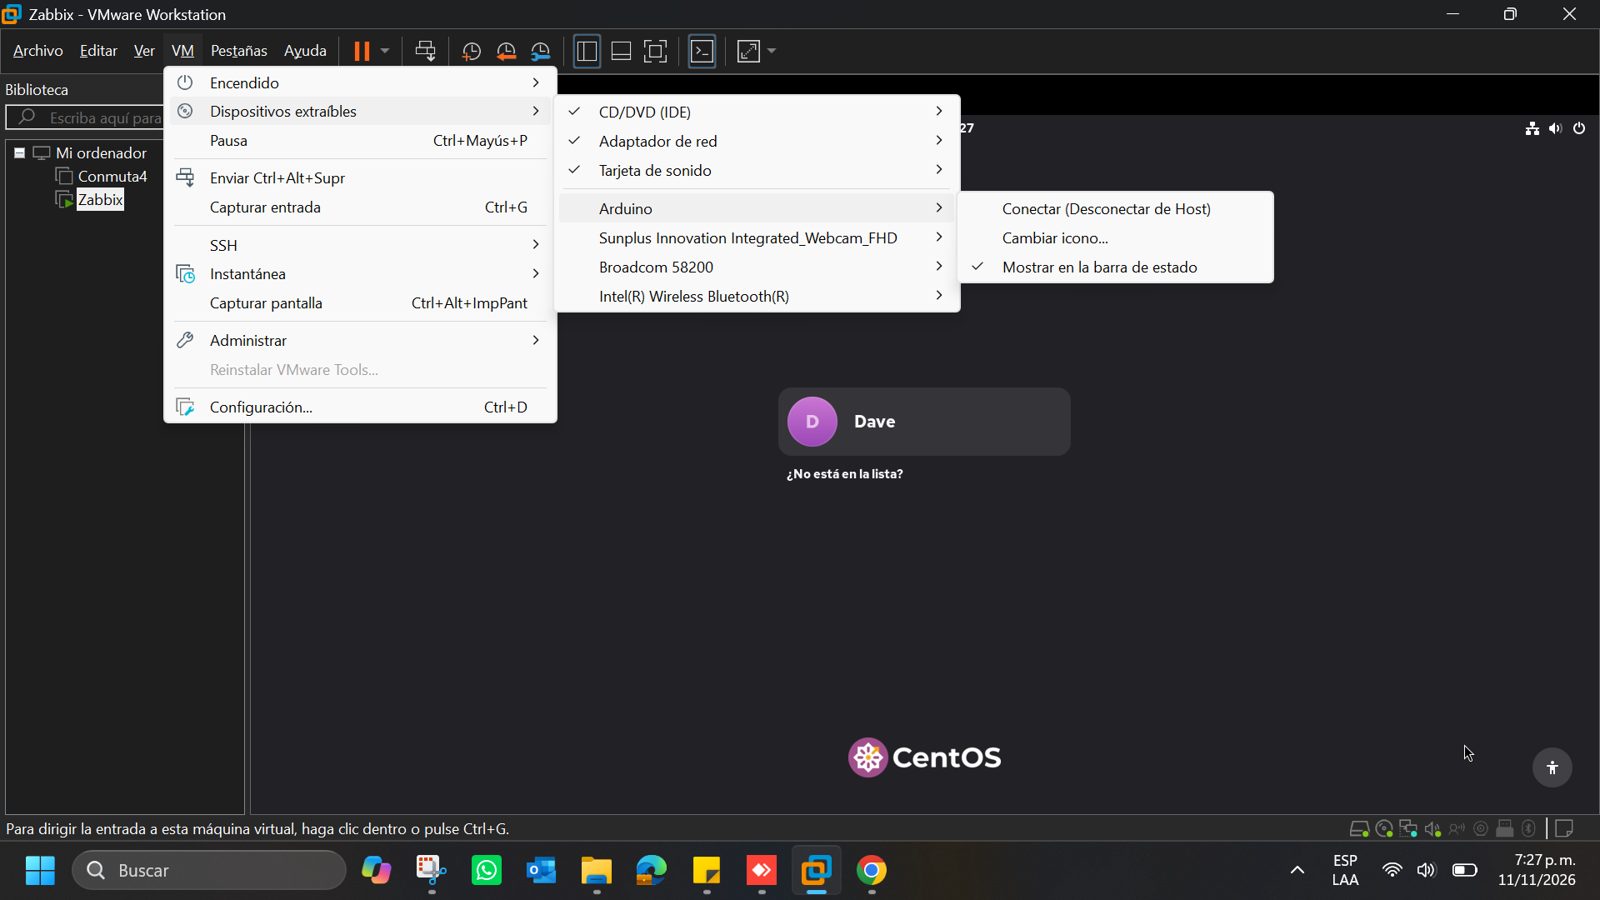 Zabbix - VMware Workstation
Archivo Editar Ver VM Pestañas Ayuda
Biblioteca
Escriba aquí para
Mi ordenador
Conmuta4
Zabbix
Encendido
Dispositivos extraíbles
Pausa Ctrl+Mayús+P
Enviar Ctrl+Alt+Supr
Capturar entrada Ctrl+G
SSH
Instantánea
Capturar pantalla Ctrl+Alt+ImpPant
Administrar
Reinstalar VMware Tools...
Configuración... Ctrl+D
CD/DVD (IDE)
Adaptador de red
Tarjeta de sonido
Arduino
Sunplus Innovation Integrated_Webcam_FHD
Broadcom 58200
Intel(R) Wireless Bluetooth(R)
Conectar (Desconectar de Host)
Cambiar icono...
Mostrar en la barra de estado
27
D Dave
¿No está en la lista?
CentOS
Para dirigir la entrada a esta máquina virtual, haga clic dentro o pulse Ctrl+G.
Buscar
ESP
LAA
7:27 p. m.
11/11/2026